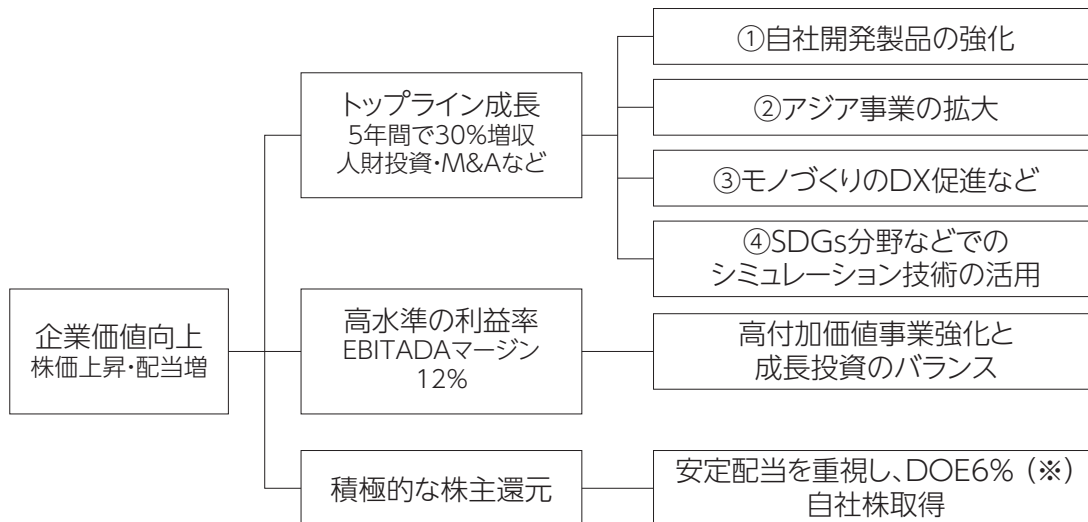 企業価値向上
株価上昇・配当増
トップライン成長
5年間で30%増収
人財投資・M&Aなど
①自社開発製品の強化
②アジア事業の拡大
③モノづくりのDX促進など
④SDGs分野などでの
シミュレーション技術の活用
高水準の利益率
EBITADAマージン
12%
高付加価値事業強化と
成長投資のバランス
積極的な株主還元
安定配当を重視し、DOE6% (※)
自社株取得